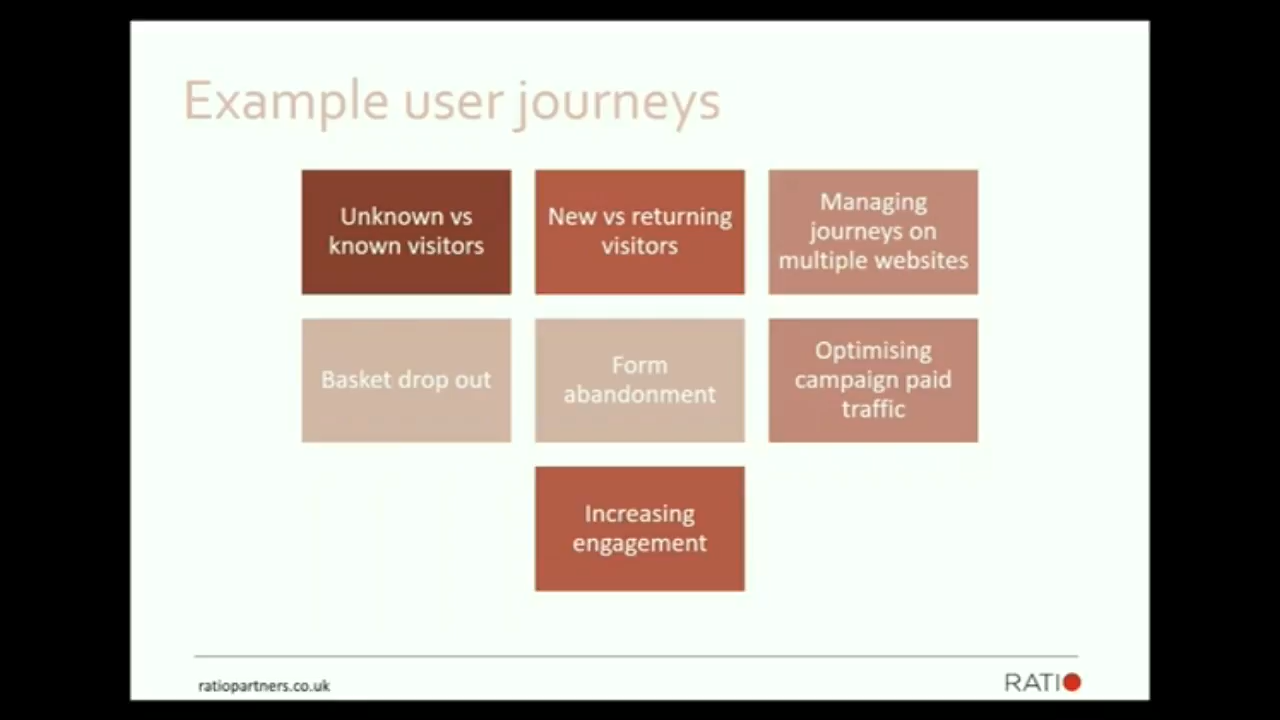 Example user journeys
Unknown vs
known visitors
New vs returning
visitors
Managing
journeys on
multiple websites
Basket drop out
Form
abandonment
Optimising
campaign paid
traffic
Increasing
engagement
ratiopartners.co.uk
RATIO